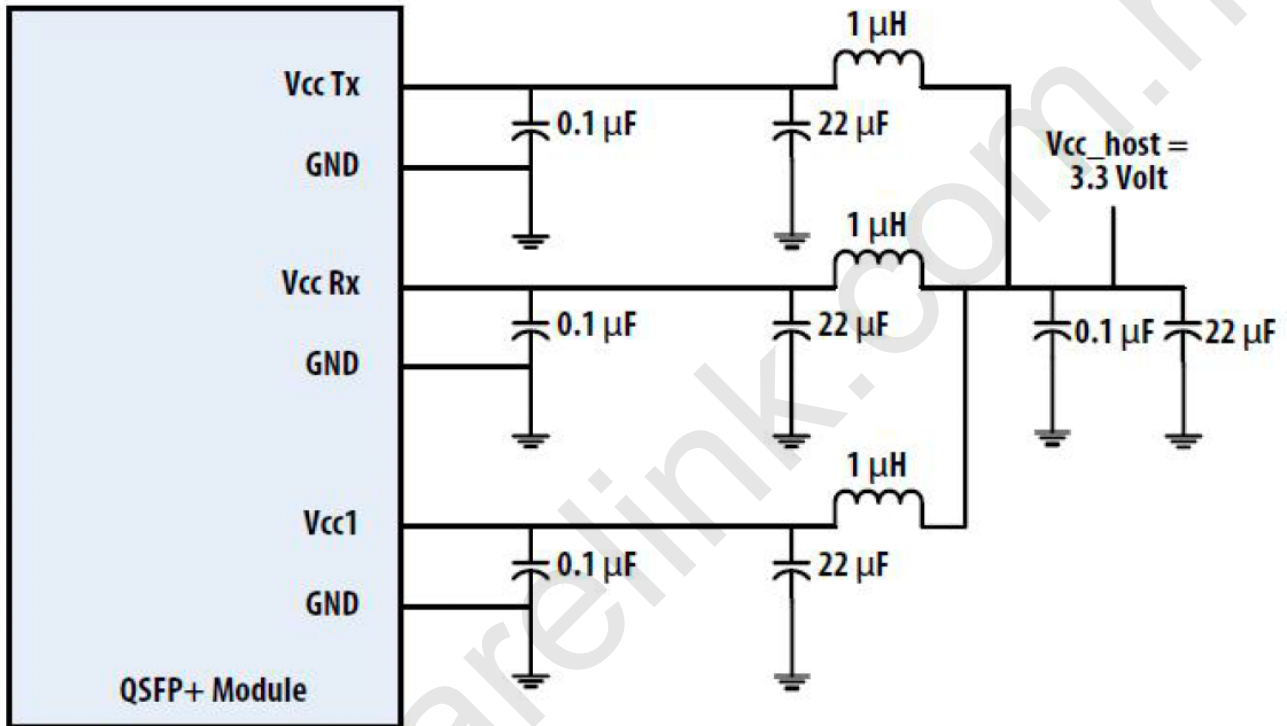 1 µH
Vcc Tx
0.1 µF
22 µF
GND
Vcc_host =
3.3 Volt
1 µH
Vcc Rx
0.1 µF
22 µF
0.1 µF
22 µF
GND
1 µH
Vcc1
0.1 µF
22 µF
GND
QSFP+ Module
arelink.com.